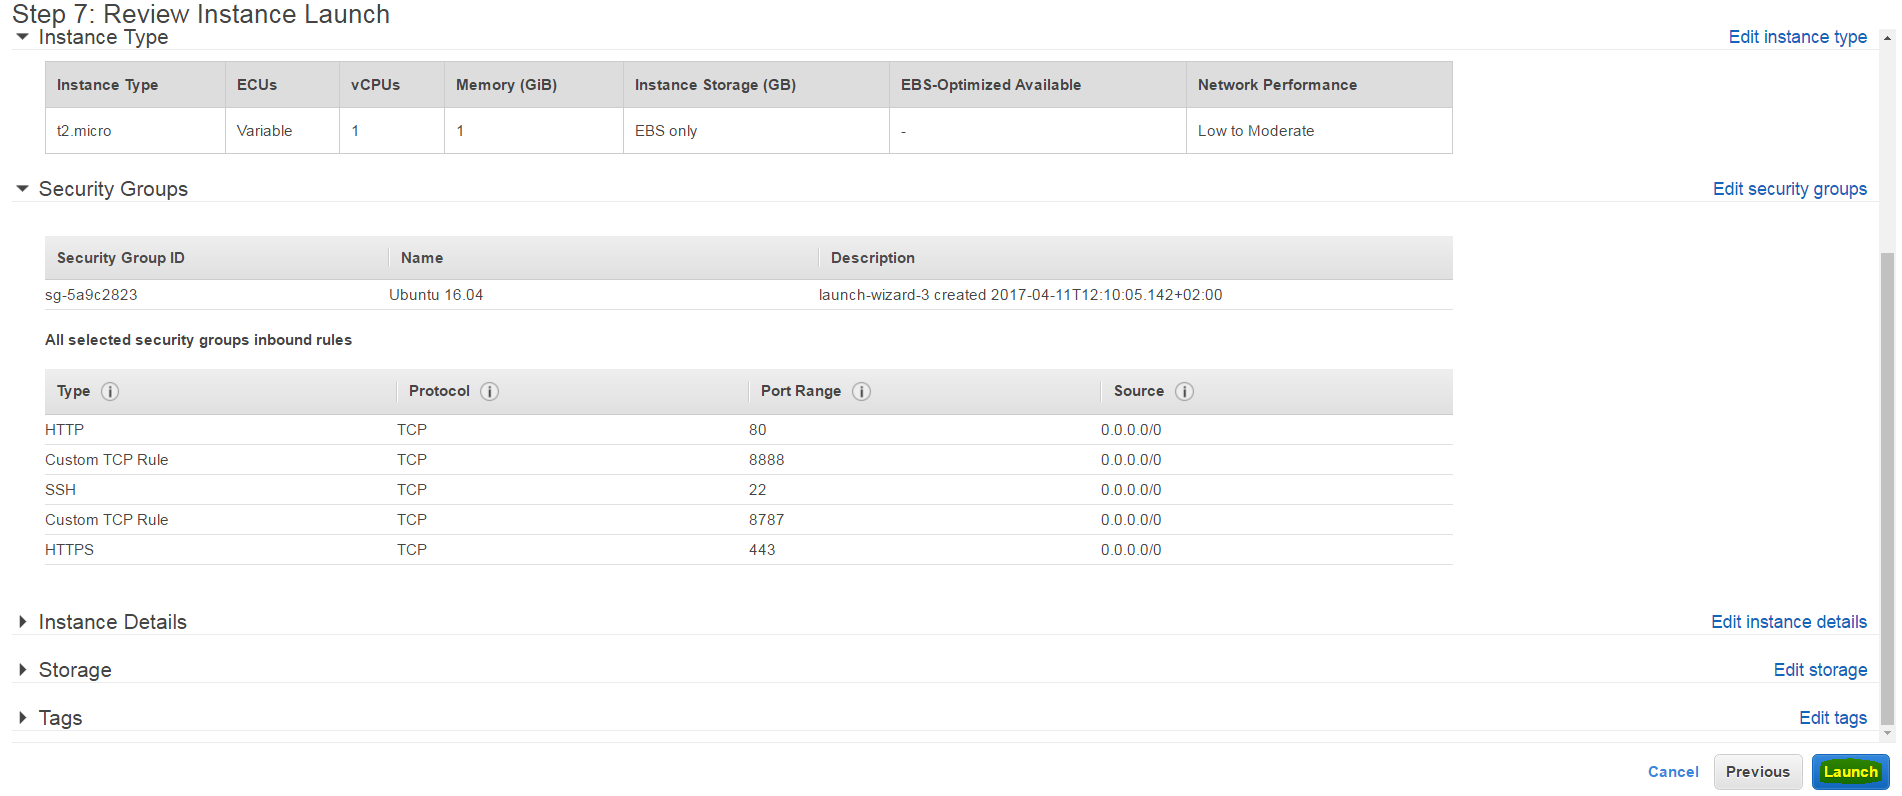 Step 7: Review Instance Launch
Instance Type Edit instance type
Instance Type ECUs vCPUs Memory (GiB) Instance Storage (GB) EBS-Optimized Available Network Performance
t2.micro Variable 1 1 EBS only - Low to Moderate
Security Groups Edit security groups
Security Group ID Name Description
sg-5a9c2823 Ubuntu 16.04 launch-wizard-3 created 2017-04-11T12:10:05.142+02:00
All selected security groups inbound rules
Type i Protocol i Port Range i Source i
HTTP TCP 80 0.0.0.0/0
Custom TCP Rule TCP 8888 0.0.0.0/0
SSH TCP 22 0.0.0.0/0
Custom TCP Rule TCP 8787 0.0.0.0/0
HTTPS TCP 443 0.0.0.0/0
Instance Details Edit instance details
Storage Edit storage
Tags Edit tags
Cancel Previous Launch